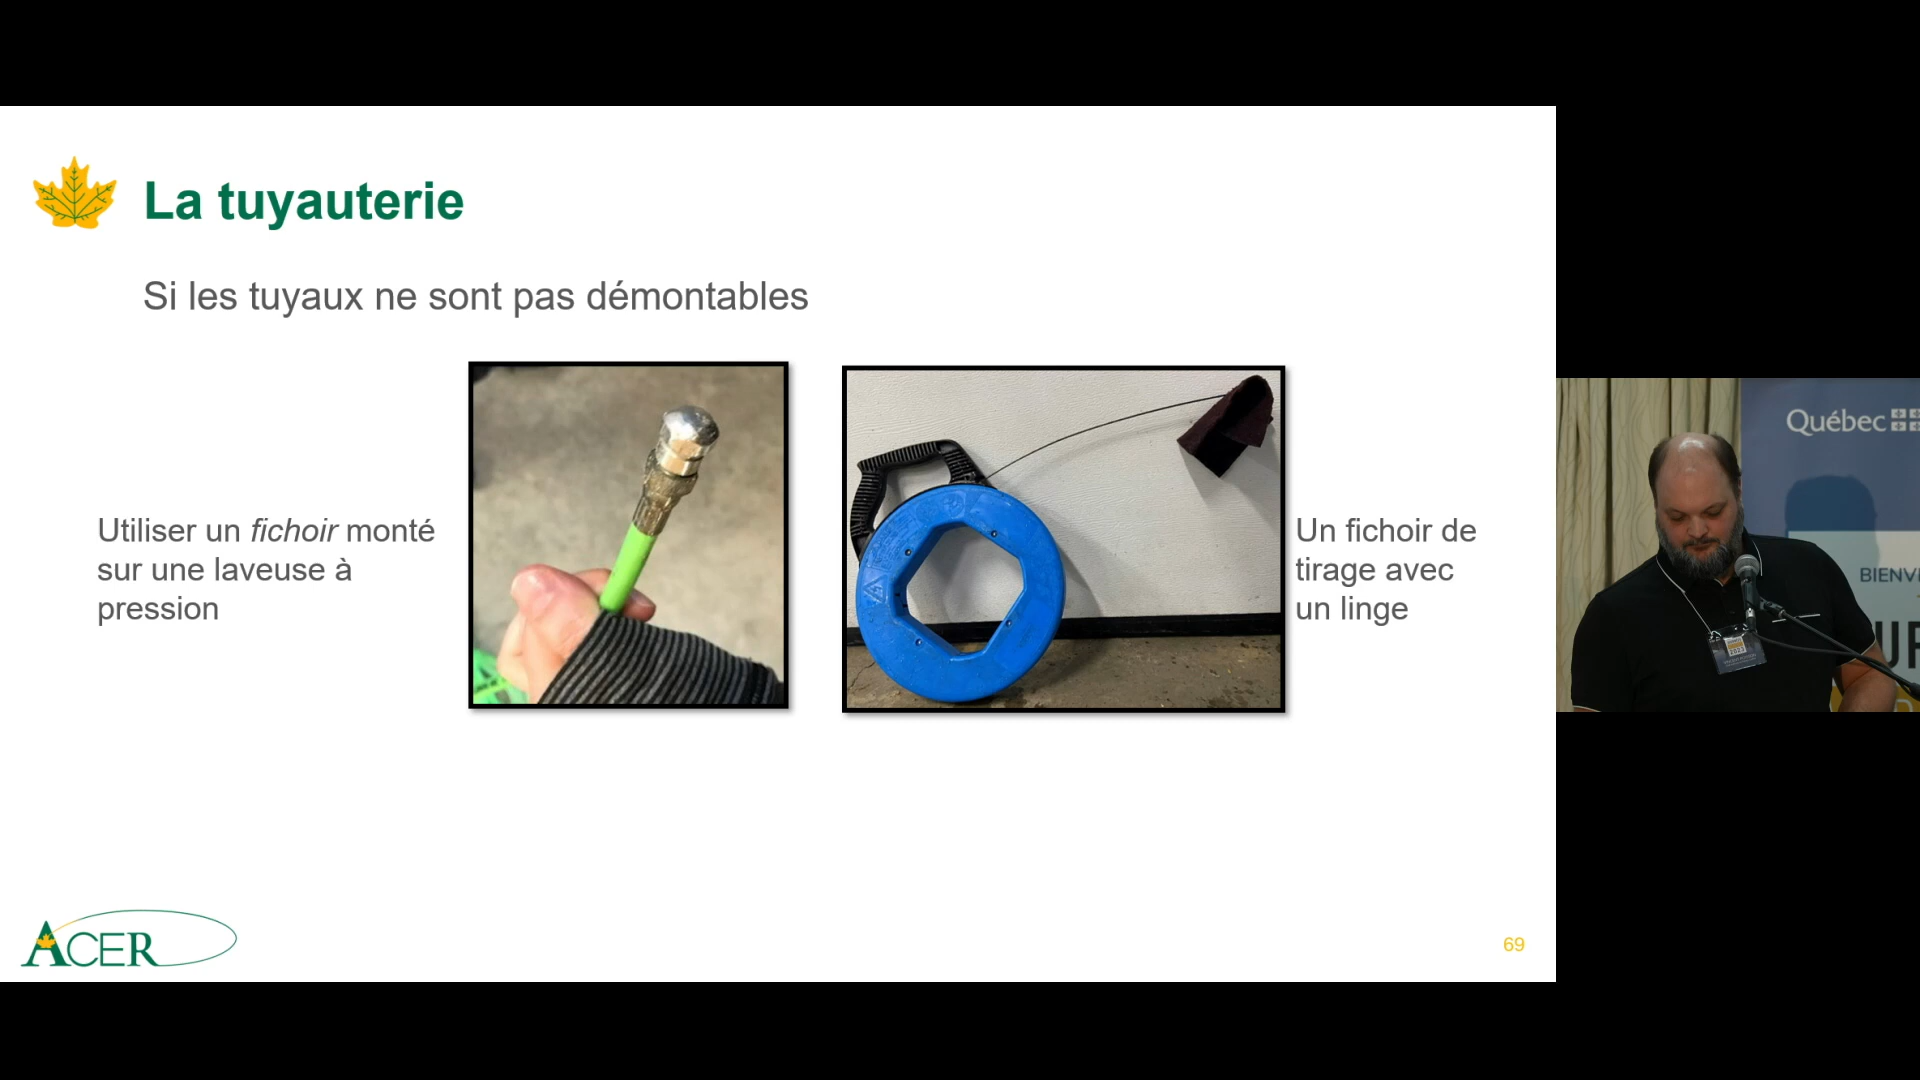 La tuyauterie
Si les tuyaux ne sont pas démontables
Utiliser un fichoir monté
sur une laveuse à
pression
Un fichoir de
tirage avec
un linge
ACER
69
Québec
BIENV
2023